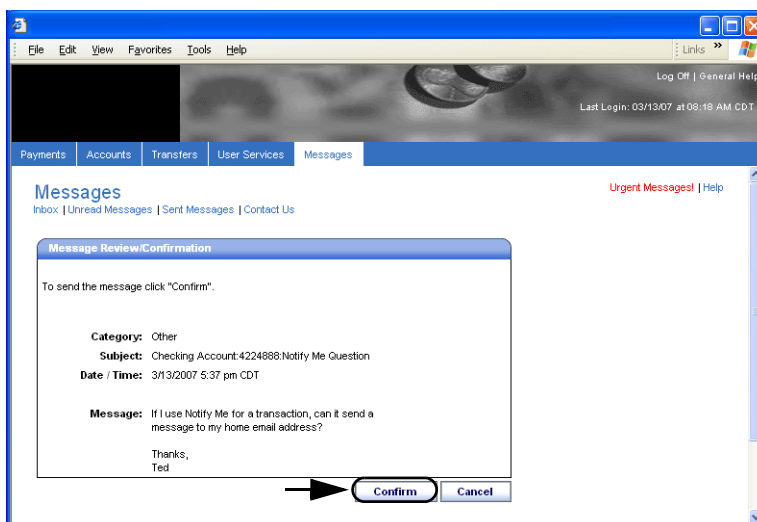 File Edit View Favorites Tools Help Links »
Log Off | General Help
Last Login: 03/13/07 at 08:18 AM CDT
Payments Accounts Transfers User Services Messages
Messages Urgent Messages! | Help
Inbox | Unread Messages | Sent Messages | Contact Us
Message Review/Confirmation
To send the message click "Confirm".
Category: Other
Subject: Checking Account:4224888:Notify Me Question
Date / Time: 3/13/2007 5:37 pm CDT
Message: If I use Notify Me for a transaction, can it send a
message to my home email address?
Thanks,
Ted
Confirm Cancel